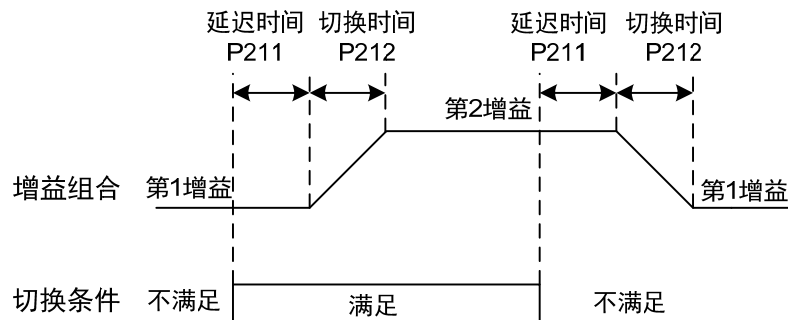 延迟时间 切换时间 延迟时间 切换时间
P211 P212 P211 P212
第2增益
增益组合 第1增益 第1增益
切换条件 不满足 满足 不满足